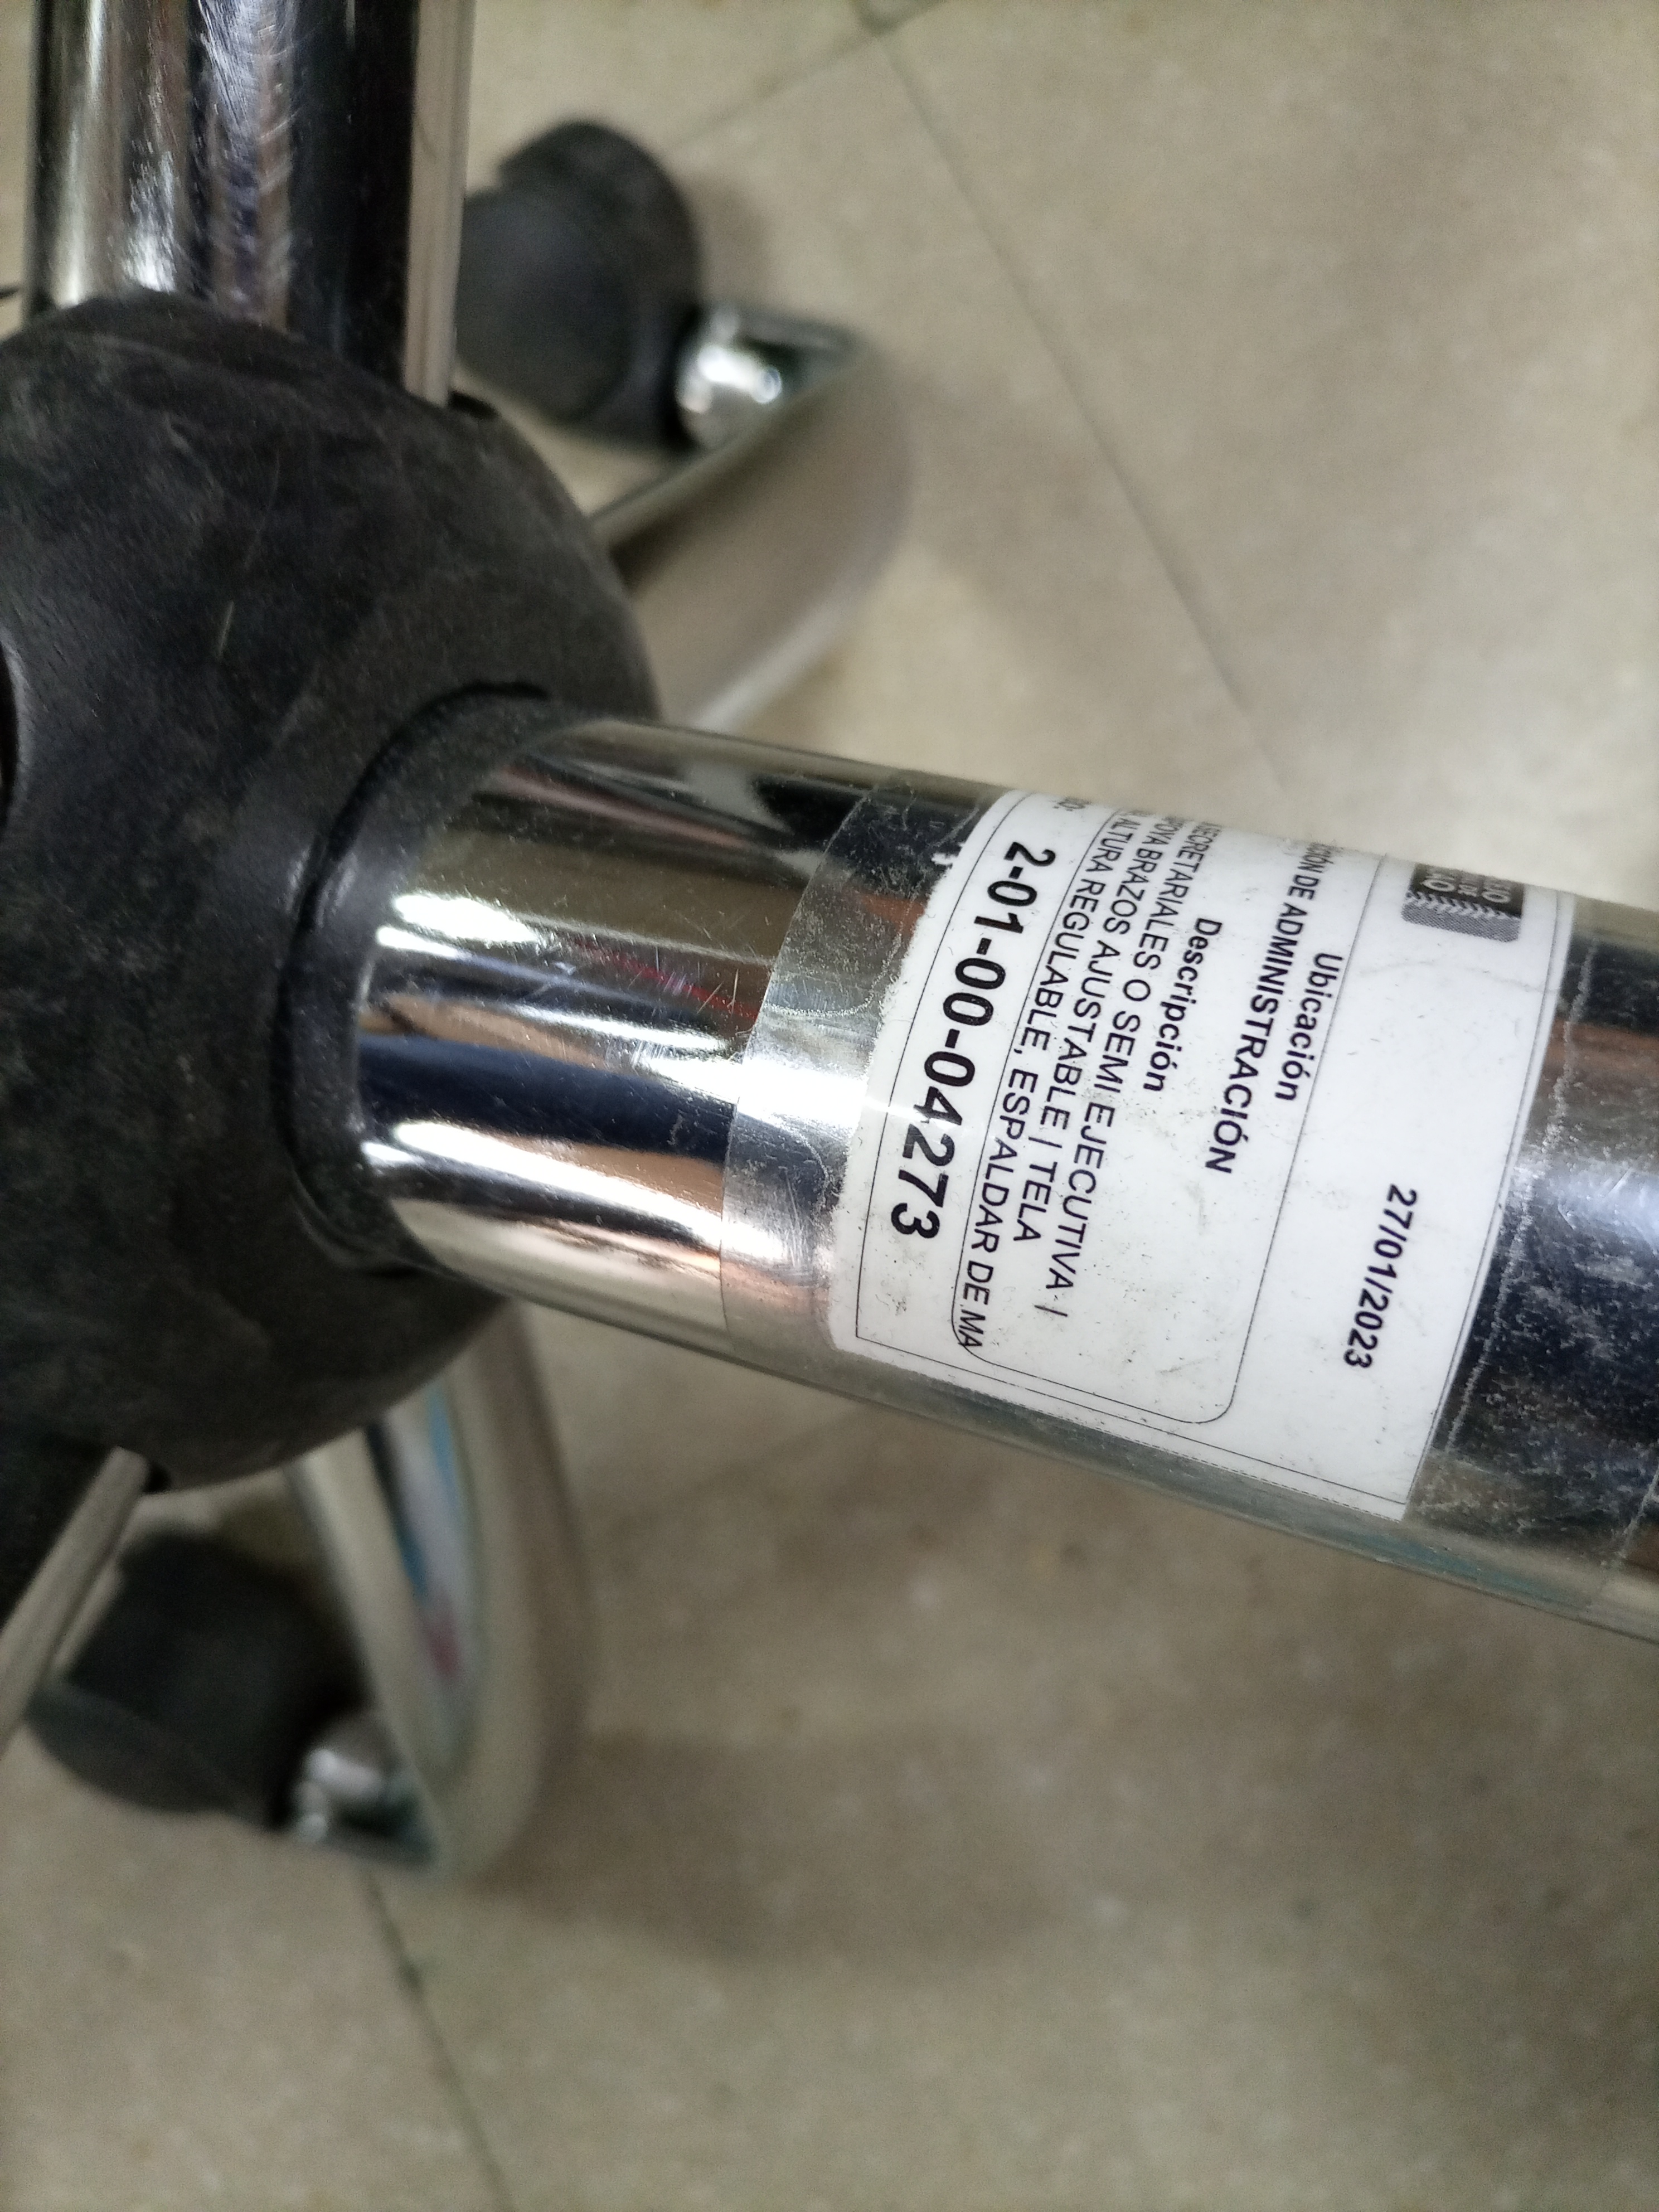 27/01/2023
Ubicación
DE ADMINISTRACIÓN
Descripción
SECRETARIALES O SEMI EJECUTIVA |
APOYA BRAZOS AJUSTABLE | TELA
ALTURA REGULABLE, ESPALDAR DE MA
2-01-00-04273